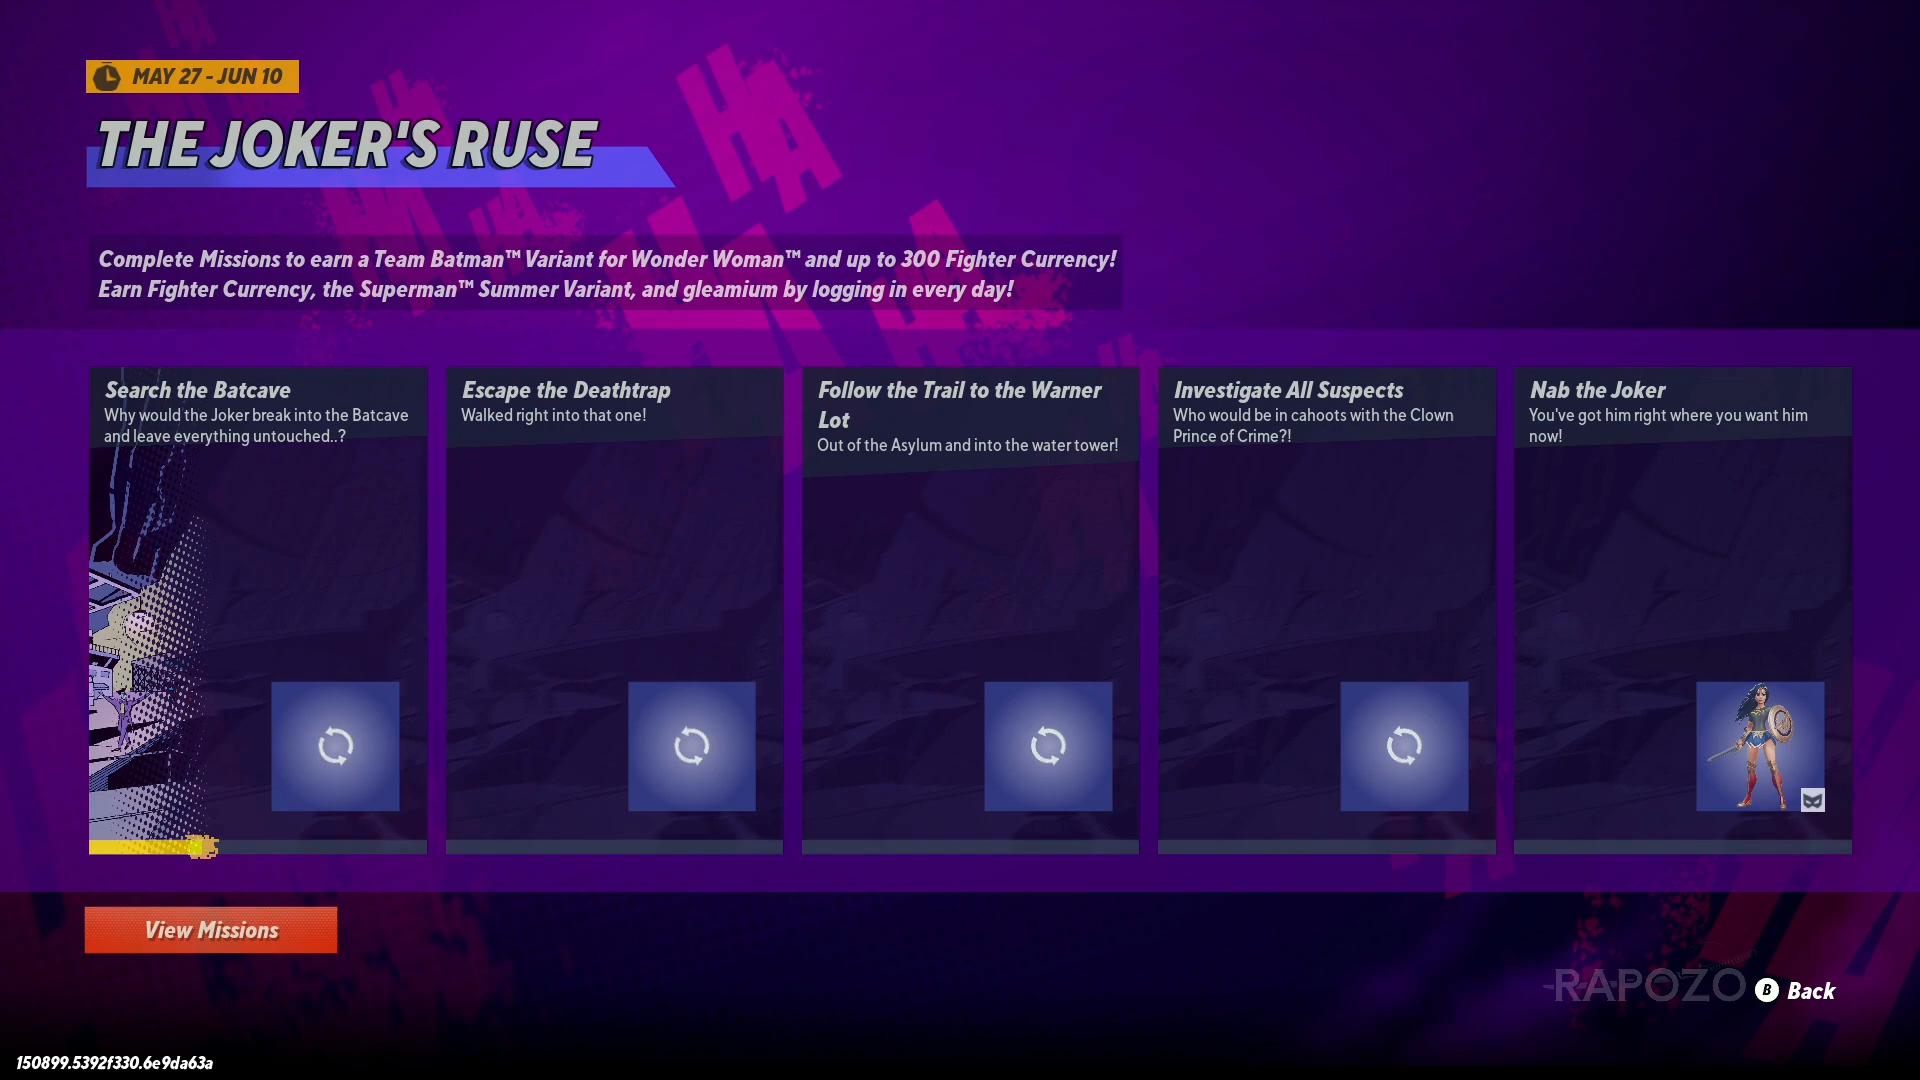 MAY 27 - JUN 10
THE JOKER'S RUSE
Complete Missions to earn a Team Batman™ Variant for Wonder Woman™ and up to 300 Fighter Currency!
Earn Fighter Currency, the Superman™ Summer Variant, and gleamium by logging in every day!
Search the Batcave
Why would the Joker break into the Batcave
and leave everything untouched..?
Escape the Deathtrap
Walked right into that one!
Follow the Trail to the Warner
Lot
Out of the Asylum and into the water tower!
Investigate All Suspects
Who would be in cahoots with the Clown
Prince of Crime?!
Nab the Joker
You've got him right where you want him
now!
View Missions
RAPOZO
B Back
150899.5392f330.6e9da63a
HA
HA
HA
HA